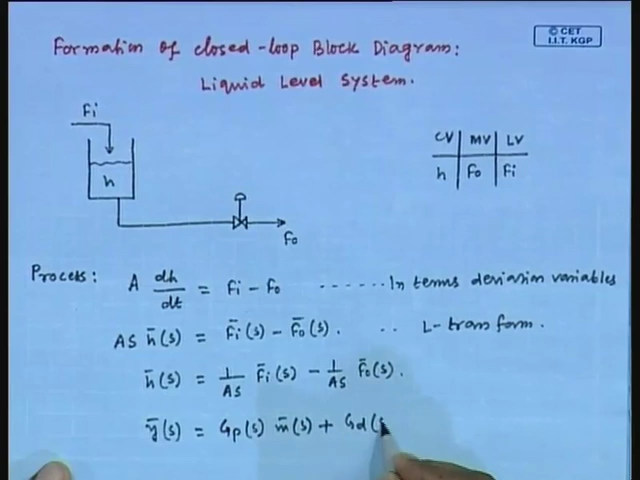 Formation of closed-loop Block Diagram:
Liquid Level System.
© CET
I.I.T. KGP
Fi
h
Fo
CV MV LV
h Fo Fi
Process: A dh/dt = Fi - Fo ...... In terms deviation variables
AS h̄(s) = F̄i(s) - F̄o(s). .. L-transform.
h̄(s) = 1/AS F̄i(s) - 1/AS F̄o(s).
ȳ(s) = Gp(s) m̄(s) + Gd(s